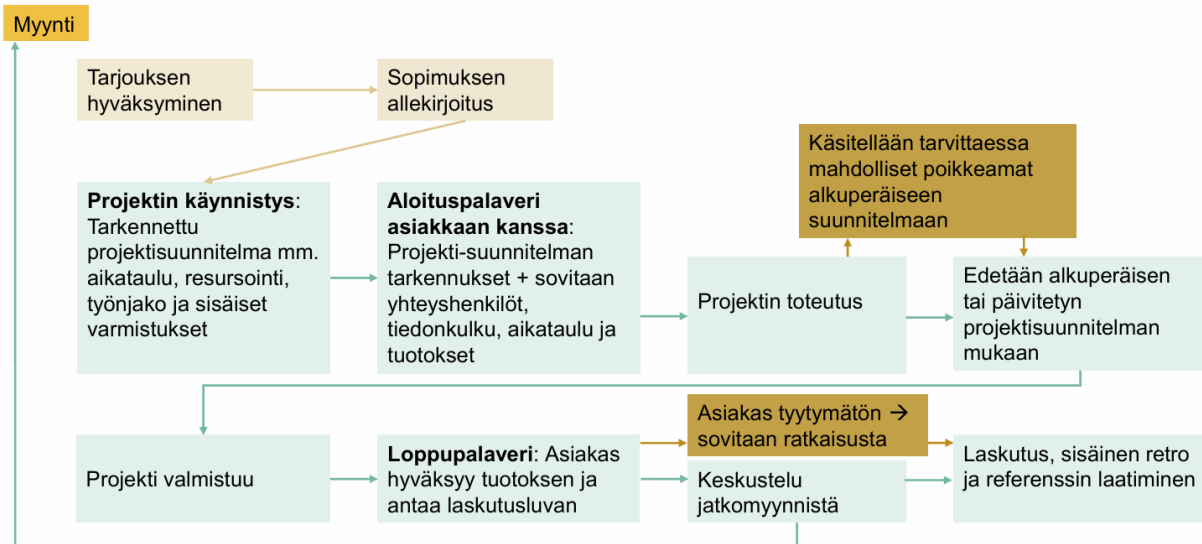 Myynti
Tarjouksen
hyväksyminen
Sopimuksen
allekirjoitus
Käsitellään tarvittaessa
mahdolliset poikkeamat
alkuperäiseen
suunnitelmaan
Projektin käynnistys:
Tarkennettu
projektisuunnitelma mm.
aikataulu, resursointi,
työnjako ja sisäiset
varmistukset
Aloituspalaveri
asiakkaan kanssa:
Projekti-suunnitelman
tarkennukset + sovitaan
yhteyshenkilöt,
tiedonkulku, aikataulu ja
tuotokset
Projektin toteutus
Edetään alkuperäisen
tai päivitetyn
projektisuunnitelman
mukaan
Projekti valmistuu
Loppupalaveri: Asiakas
hyväksyy tuotoksen ja
antaa laskutusluvan
Asiakas tyytymätön →
sovitaan ratkaisusta
Keskustelu
jatkomyynnistä
Laskutus, sisäinen retro
ja referenssin laatiminen